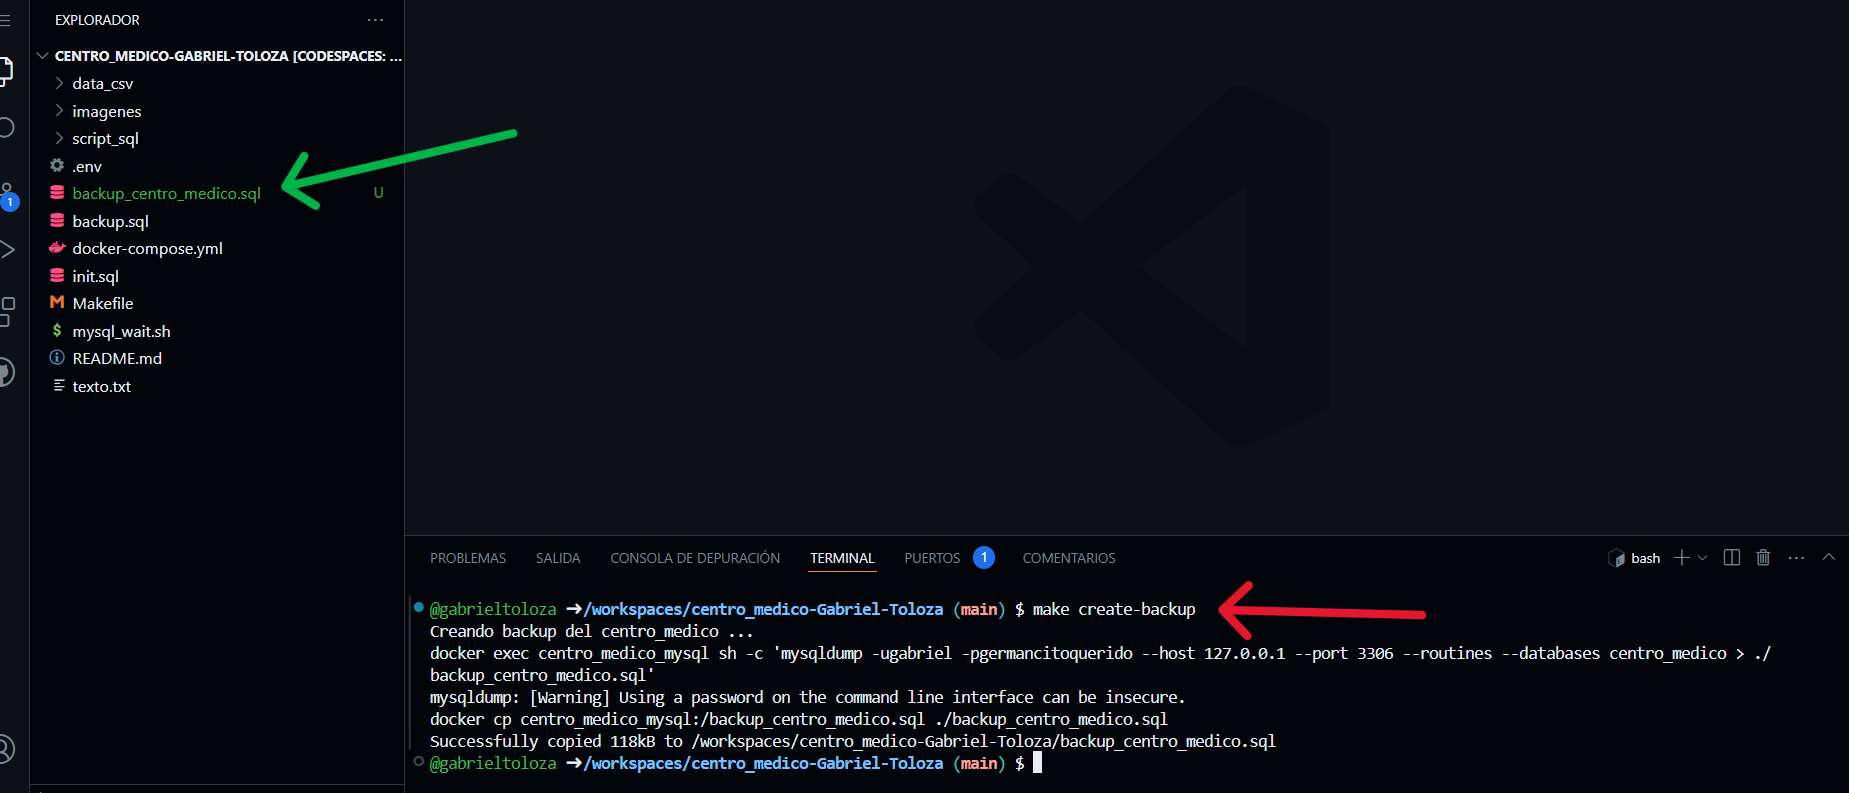 EXPLORADOR
CENTRO_MEDICO-GABRIEL-TOLOZA [CODESPACES: ...
data_csv
imagenes
script_sql
.env
backup_centro_medico.sql U
backup.sql
docker-compose.yml
init.sql
Makefile
mysql_wait.sh
README.md
texto.txt
1
PROBLEMAS SALIDA CONSOLA DE DEPURACIÓN TERMINAL PUERTOS 1 COMENTARIOS
bash
@gabrieltoloza ➜/workspaces/centro_medico-Gabriel-Toloza (main) $ make create-backup
Creando backup del centro_medico ...
docker exec centro_medico_mysql sh -c 'mysqldump -ugabriel -pgermancitoquerido --host 127.0.0.1 --port 3306 --routines --databases centro_medico > ./
backup_centro_medico.sql'
mysqldump: [Warning] Using a password on the command line interface can be insecure.
docker cp centro_medico_mysql:/backup_centro_medico.sql ./backup_centro_medico.sql
Successfully copied 118kB to /workspaces/centro_medico-Gabriel-Toloza/backup_centro_medico.sql
@gabrieltoloza ➜/workspaces/centro_medico-Gabriel-Toloza (main) $